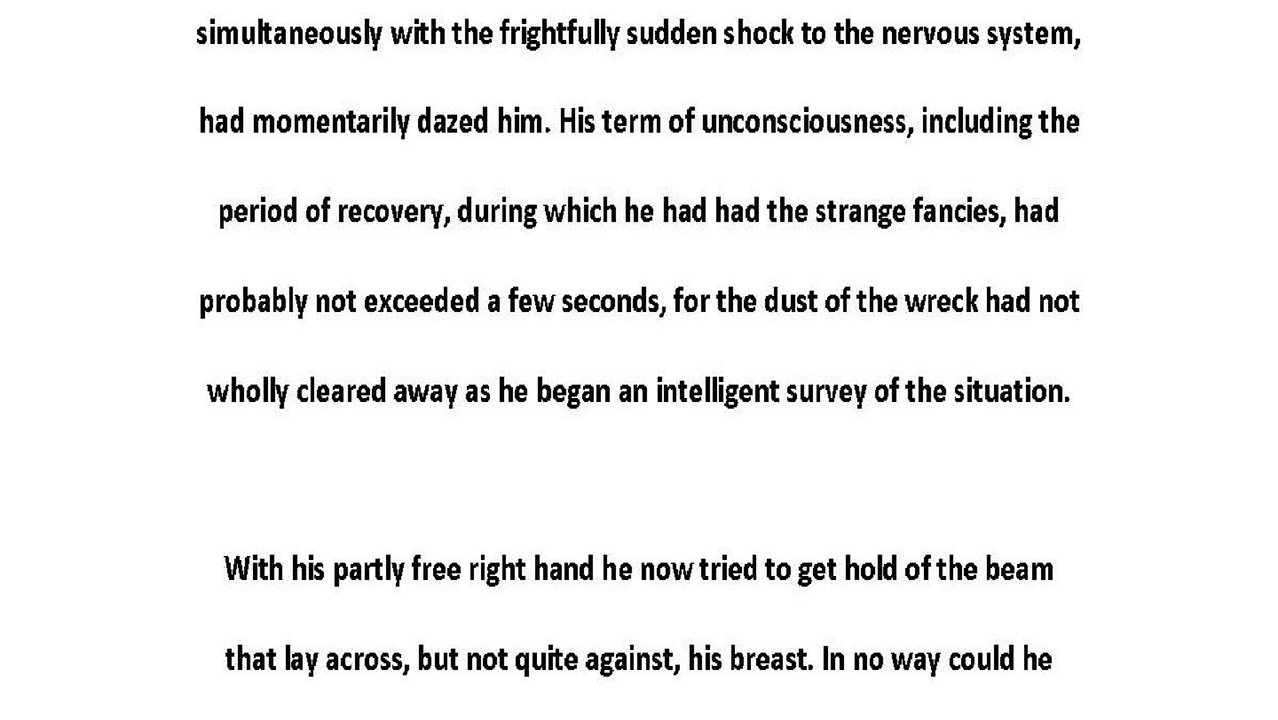 simultaneously with the frightfully sudden shock to the nervous system,
had momentarily dazed him. His term of unconsciousness, including the
period of recovery, during which he had had the strange fancies, had
probably not exceeded a few seconds, for the dust of the wreck had not
wholly cleared away as he began an intelligent survey of the situation.
With his partly free right hand he now tried to get hold of the beam
that lay across, but not quite against, his breast. In no way could he